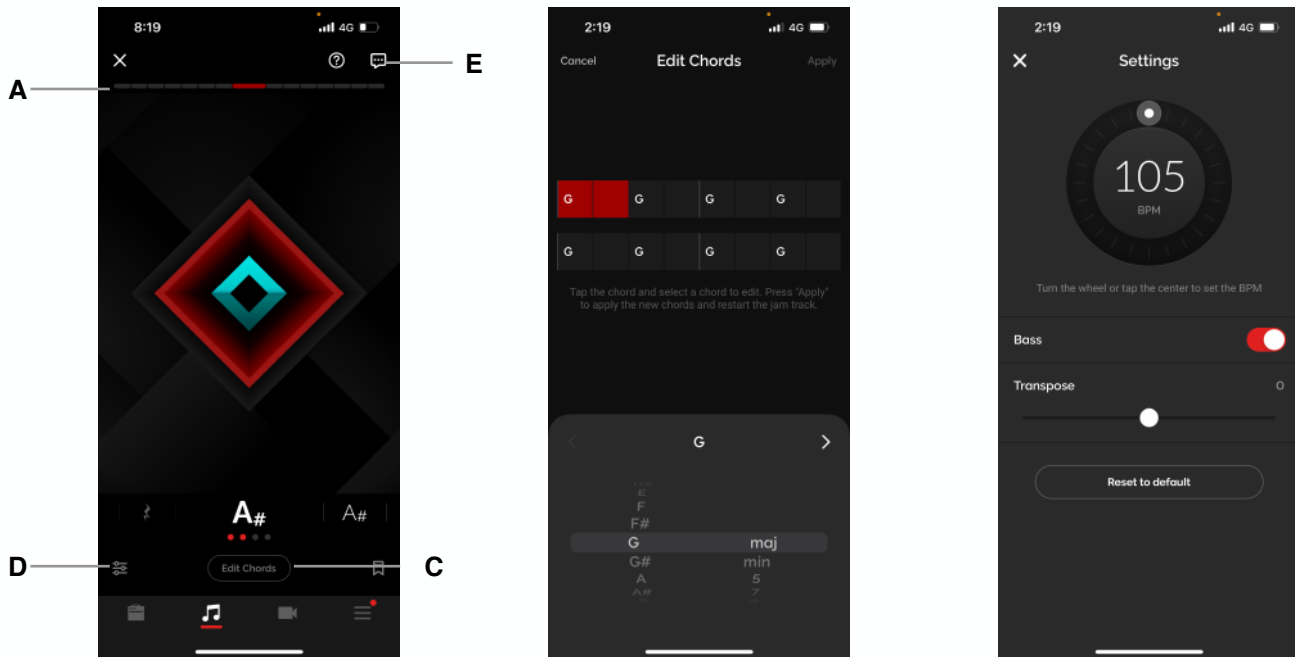 8:19
4G
A
E
A#
A#
Edit Chords
D
C
2:19
4G
Cancel
Edit Chords
Apply
G G G G
G G G G
Tap the chord and select a chord to edit. Press "Apply"
to apply the new chords and restart the jam track.
G
E
F
F#
G maj
G# min
A 5
A# 7
2:19
4G
Settings
105
BPM
Turn the wheel or tap the center to set the BPM
Bass
Transpose 0
Reset to default